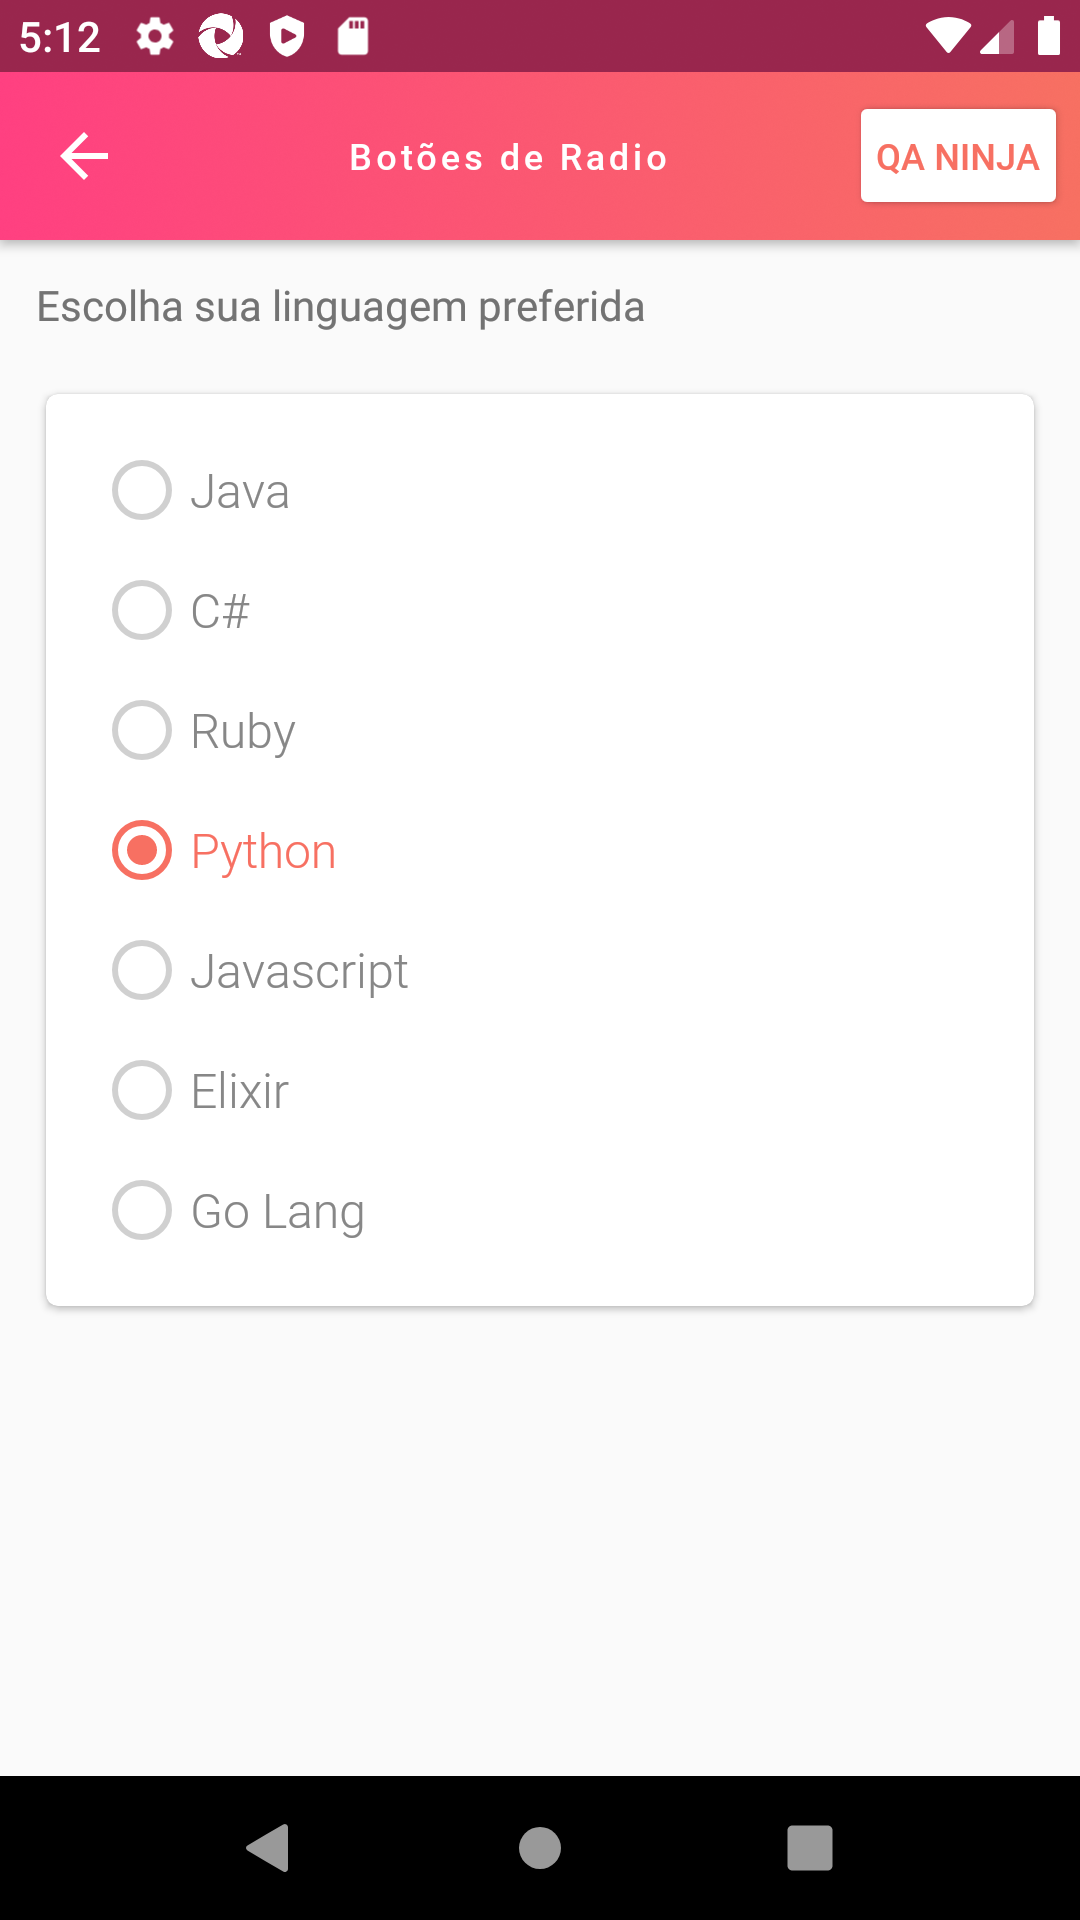 5:12
Botões de Radio
QA NINJA
Escolha sua linguagem preferida
Java
C#
Ruby
Python
Javascript
Elixir
Go Lang